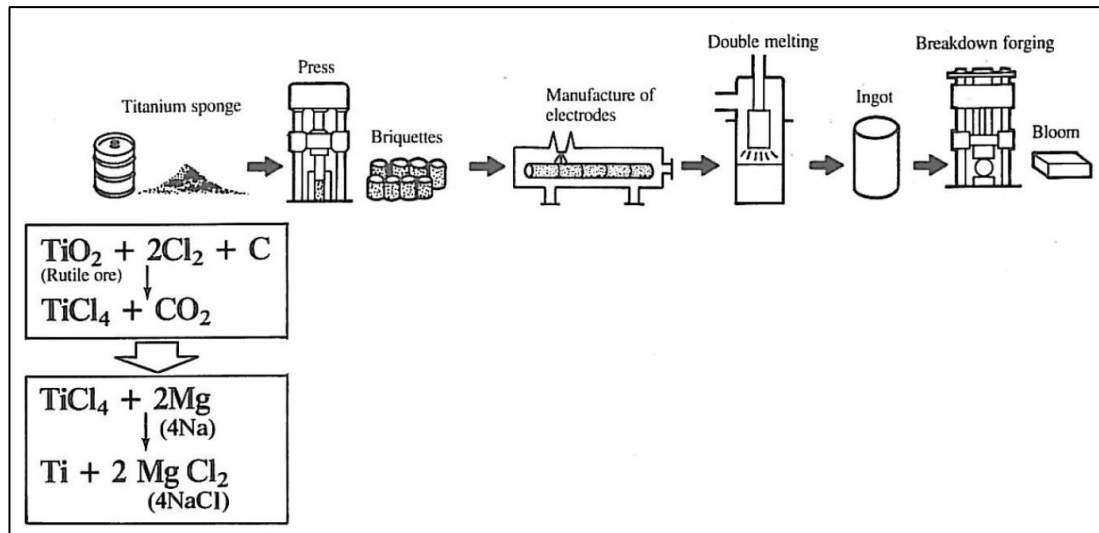 Titanium sponge
Press
Briquettes
Manufacture of
electrodes
Double melting
Ingot
Breakdown forging
Bloom
TiO₂ + 2Cl₂ + C
(Rutile ore)
TiCl₄ + CO₂
TiCl₄ + 2Mg
(4Na)
Ti + 2 Mg Cl₂
(4NaCl)